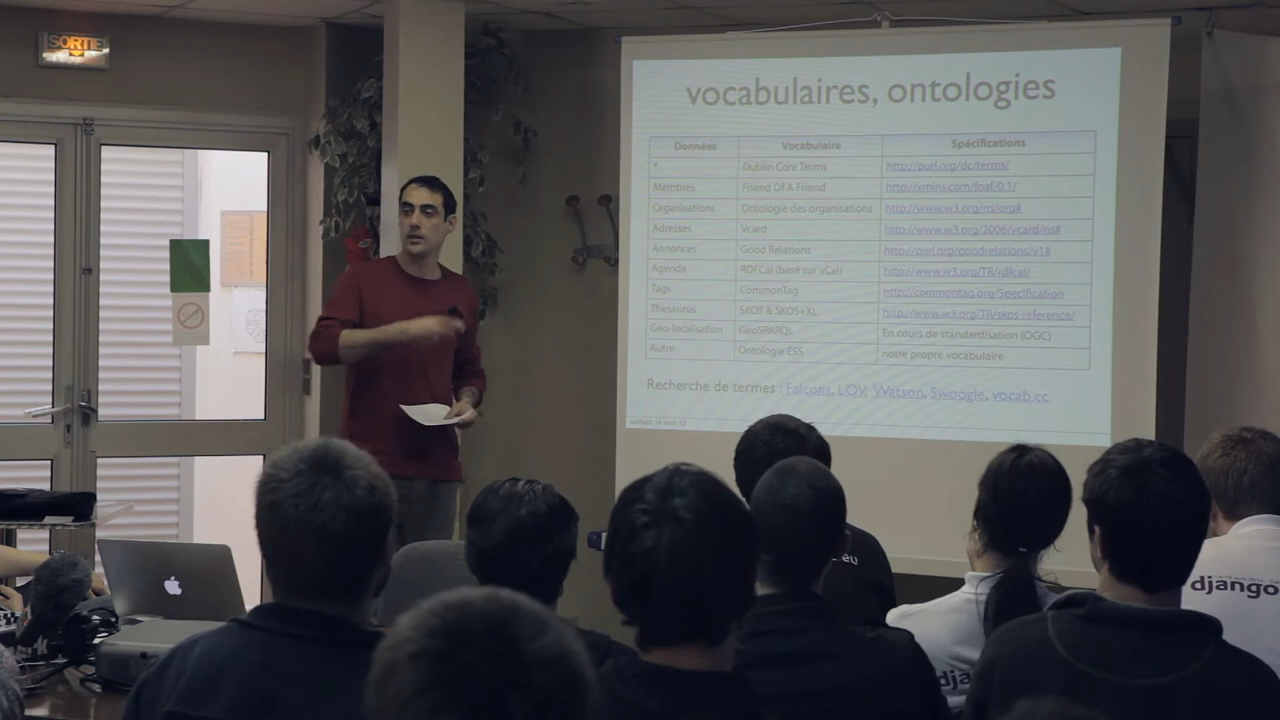 SORTIE
vocabulaires, ontologies
Données Vocabulaire Spécifications
* Dublin Core Terms http://purl.org/dc/terms/
Membres Friend Of A Friend http://xmlns.com/foaf/0.1/
Organisations Ontologie des organisations http://www.w3.org/ns/org#
Adresses Vcard http://www.w3.org/2006/vcard/ns#
Annonces Good Relations http://purl.org/goodrelations/v1#
Agenda RDFCal (basé sur vCal) http://www.w3.org/TR/rdfcal/
Tags CommonTag http://commontag.org/Specification
Thesaurus SKOS & SKOS+XL http://www.w3.org/TR/skos-reference/
Géo-localisation GeoSPARQL En cours de standardisation (OGC)
Autre Ontologie ESS notre propre vocabulaire
Recherche de termes : Falcons, LOV, Watson, Swoogle, vocab.cc
.eu
django
dja